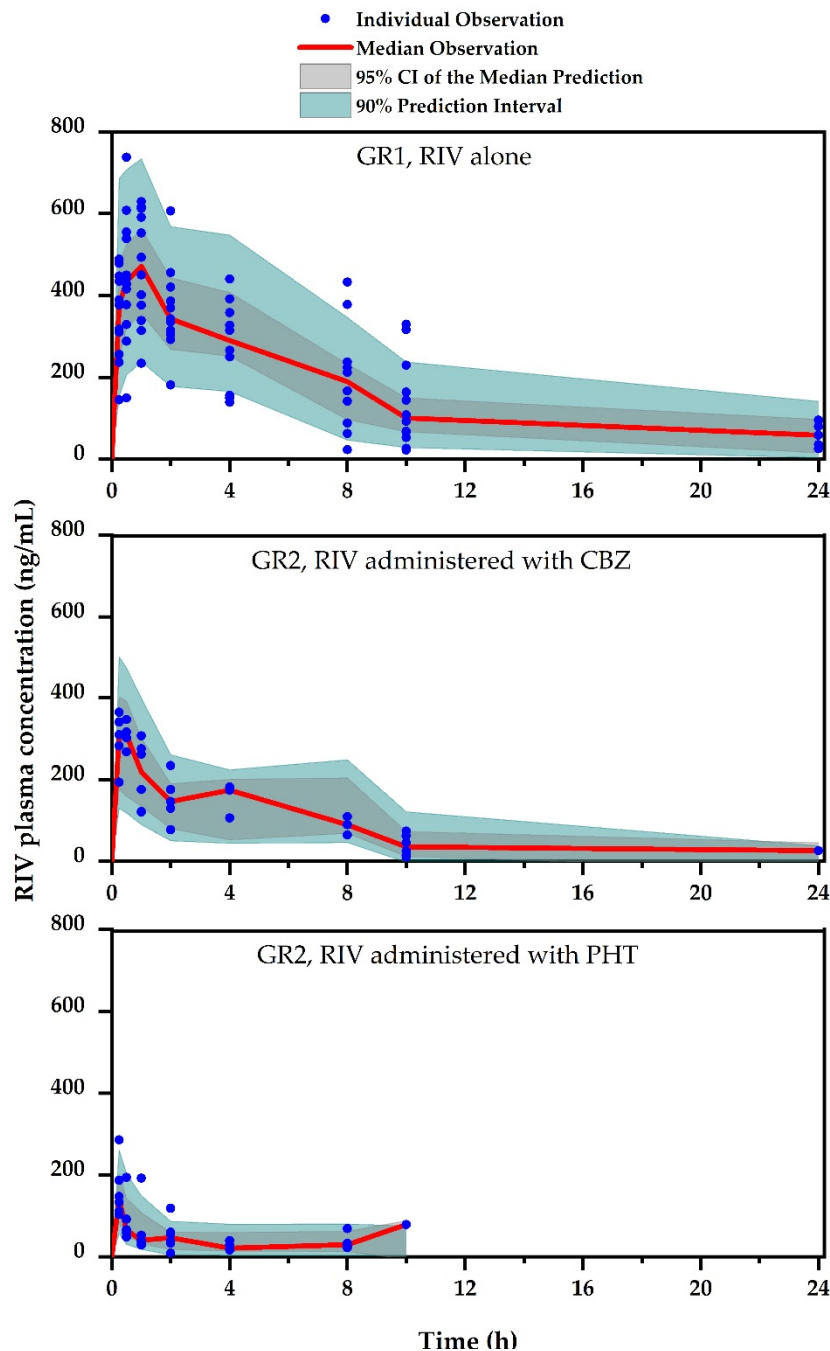 Individual Observation
Median Observation
95% CI of the Median Prediction
90% Prediction Interval
RIV plasma concentration (ng/mL)
GR1, RIV alone
800
600
400
200
0
0 4 8 12 16 20 24
GR2, RIV administered with CBZ
800
600
400
200
0
0 4 8 12 16 20 24
GR2, RIV administered with PHT
800
600
400
200
0
0 4 8 12 16 20 24
Time (h)